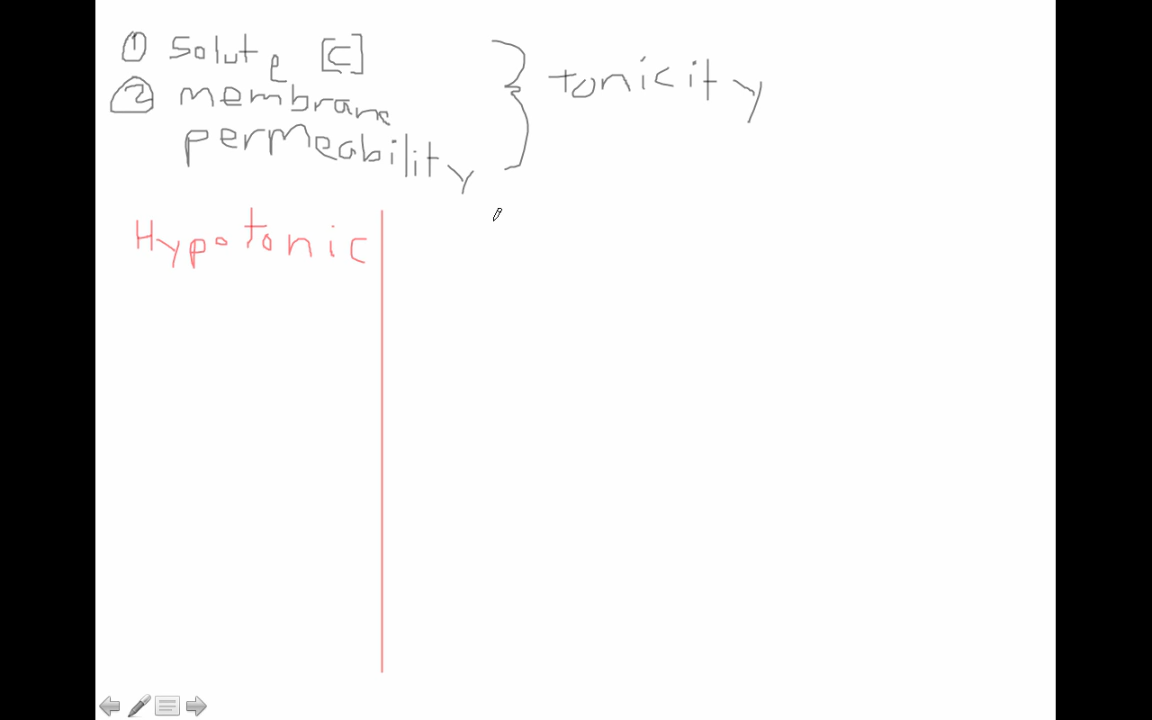 ① Solute [C]
② membrane
permeability
tonicity
Hypotonic